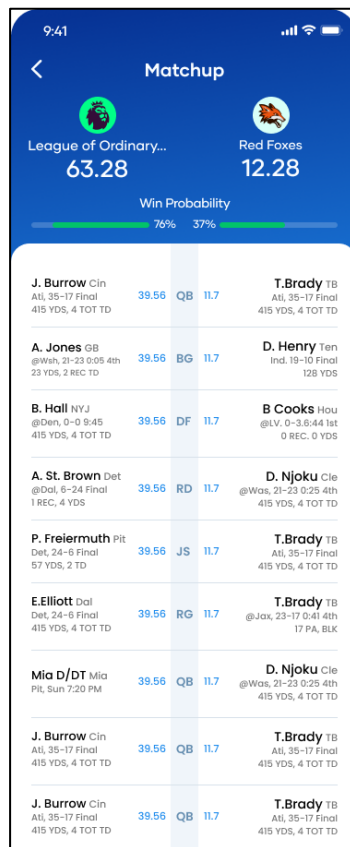 9:41
Matchup
League of Ordinary... Red Foxes
63.28 12.28
Win Probability
76% 37%
J. Burrow Cin 39.56 QB 11.7 T.Brady TB
Ati, 35-17 Final Ati, 35-17 Final
415 YDS, 4 TOT TD 415 YDS, 4 TOT TD
A. Jones GB 39.56 BG 11.7 D. Henry Ten
@Wsh, 21-23 0:05 4th Ind. 19-10 Final
23 YDS, 2 REC TD 128 YDS
B. Hall NYJ 39.56 DF 11.7 B Cooks Hou
@Den, 0-0 9:45 @LV. 0-3.6:44 1st
415 YDS, 4 TOT TD 0 REC. 0 YDS
A. St. Brown Det 39.56 RD 11.7 D. Njoku Cle
@Dal, 6-24 Final @Was, 21-23 0:25 4th
1 REC, 4 YDS 415 YDS, 4 TOT TD
P. Freiermuth Pit 39.56 JS 11.7 T.Brady TB
Det, 24-6 Final Ati, 35-17 Final
57 YDS, 2 TD 415 YDS, 4 TOT TD
E.Elliott Dal 39.56 RG 11.7 T.Brady TB
Det, 24-6 Final @Jax, 23-17 0:41 4th
415 YDS, 4 TOT TD 17 PA, BLK
Mia D/DT Mia 39.56 QB 11.7 D. Njoku Cle
Pit, Sun 7:20 PM @Was, 21-23 0:25 4th
415 YDS, 4 TOT TD
J. Burrow Cin 39.56 QB 11.7 T.Brady TB
Ati, 35-17 Final Ati, 35-17 Final
415 YDS, 4 TOT TD 415 YDS, 4 TOT TD
J. Burrow Cin 39.56 QB 11.7 T.Brady TB
Ati, 35-17 Final Ati, 35-17 Final
415 YDS, 4 TOT TD 415 YDS, 4 TOT TD